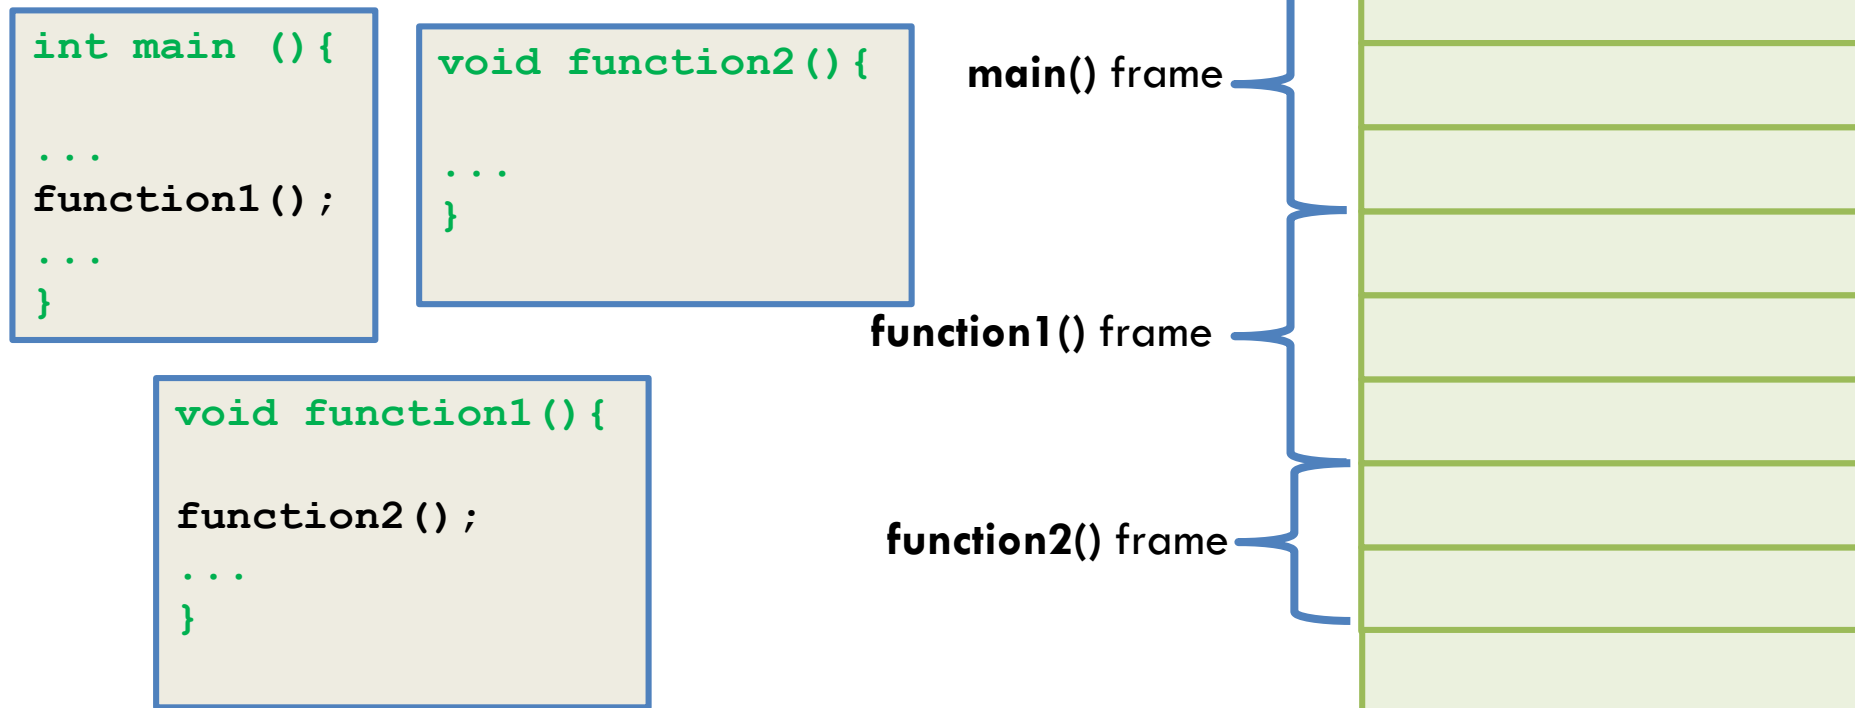 int main (){
...
function1();
...
}
void function2(){
...
}
void function1(){
function2();
...
}
main() frame
function1() frame
function2() frame